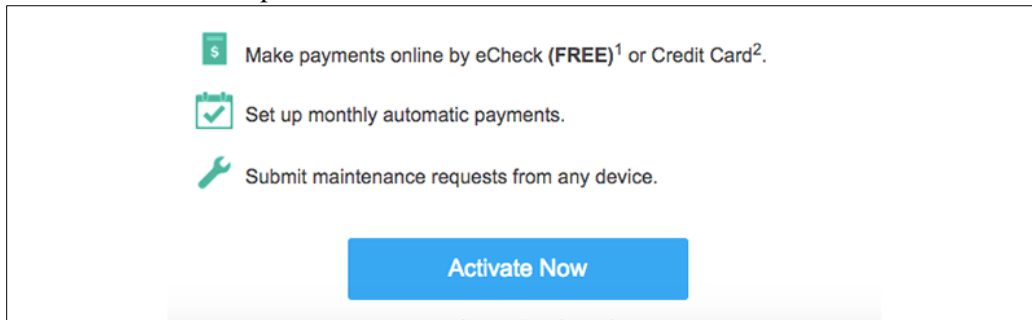 $
Make payments online by eCheck (FREE)¹ or Credit Card².
Set up monthly automatic payments.
Submit maintenance requests from any device.
Activate Now